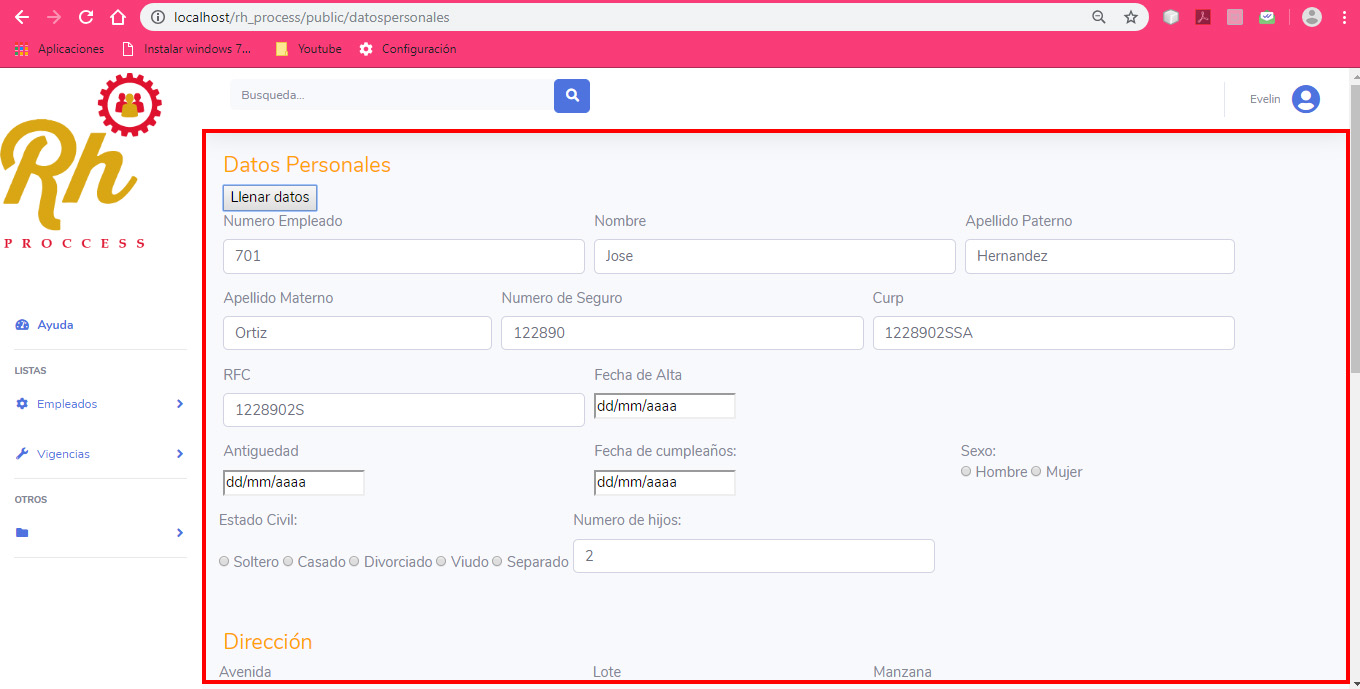 localhost/rh_process/public/datospersonales
Aplicaciones Instalar windows 7... Youtube Configuración
Rh
PROCCESS
Busqueda...
Evelin
Ayuda
LISTAS
Empleados
Vigencias
OTROS
Datos Personales
Llenar datos
Numero Empleado Nombre Apellido Paterno
701 Jose Hernandez
Apellido Materno Numero de Seguro Curp
Ortiz 122890 1228902SSA
RFC Fecha de Alta
1228902S dd/mm/aaaa
Antiguedad Fecha de cumpleaños: Sexo:
dd/mm/aaaa dd/mm/aaaa Hombre Mujer
Estado Civil: Numero de hijos:
Soltero Casado Divorciado Viudo Separado 2
Dirección
Avenida Lote Manzana